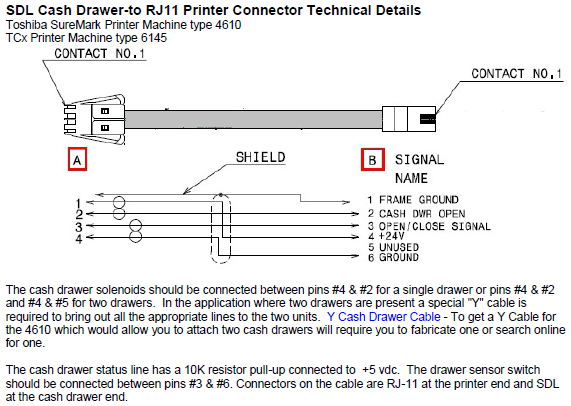 SDL Cash Drawer-to RJ11 Printer Connector Technical Details
Toshiba SureMark Printer Machine type 4610
TCx Printer Machine type 6145
CONTACT NO.1
CONTACT NO.1
A
SHIELD
B
SIGNAL
NAME
1
1 FRAME GROUND
2
2 CASH DWR OPEN
3
3 OPEN/CLOSE SIGNAL
4
4 +24V
5 UNUSED
6 GROUND
The cash drawer solenoids should be connected between pins #4 & #2 for a single drawer or pins #4 & #2
and #4 & #5 for two drawers. In the application where two drawers are present a special "Y" cable is
required to bring out all the appropriate lines to the two units. Y Cash Drawer Cable - To get a Y Cable for
the 4610 which would allow you to attach two cash drawers will require you to fabricate one or search online
for one.
The cash drawer status line has a 10K resistor pull-up connected to +5 vdc. The drawer sensor switch
should be connected between pins #3 & #6. Connectors on the cable are RJ-11 at the printer end and SDL
at the cash drawer end.